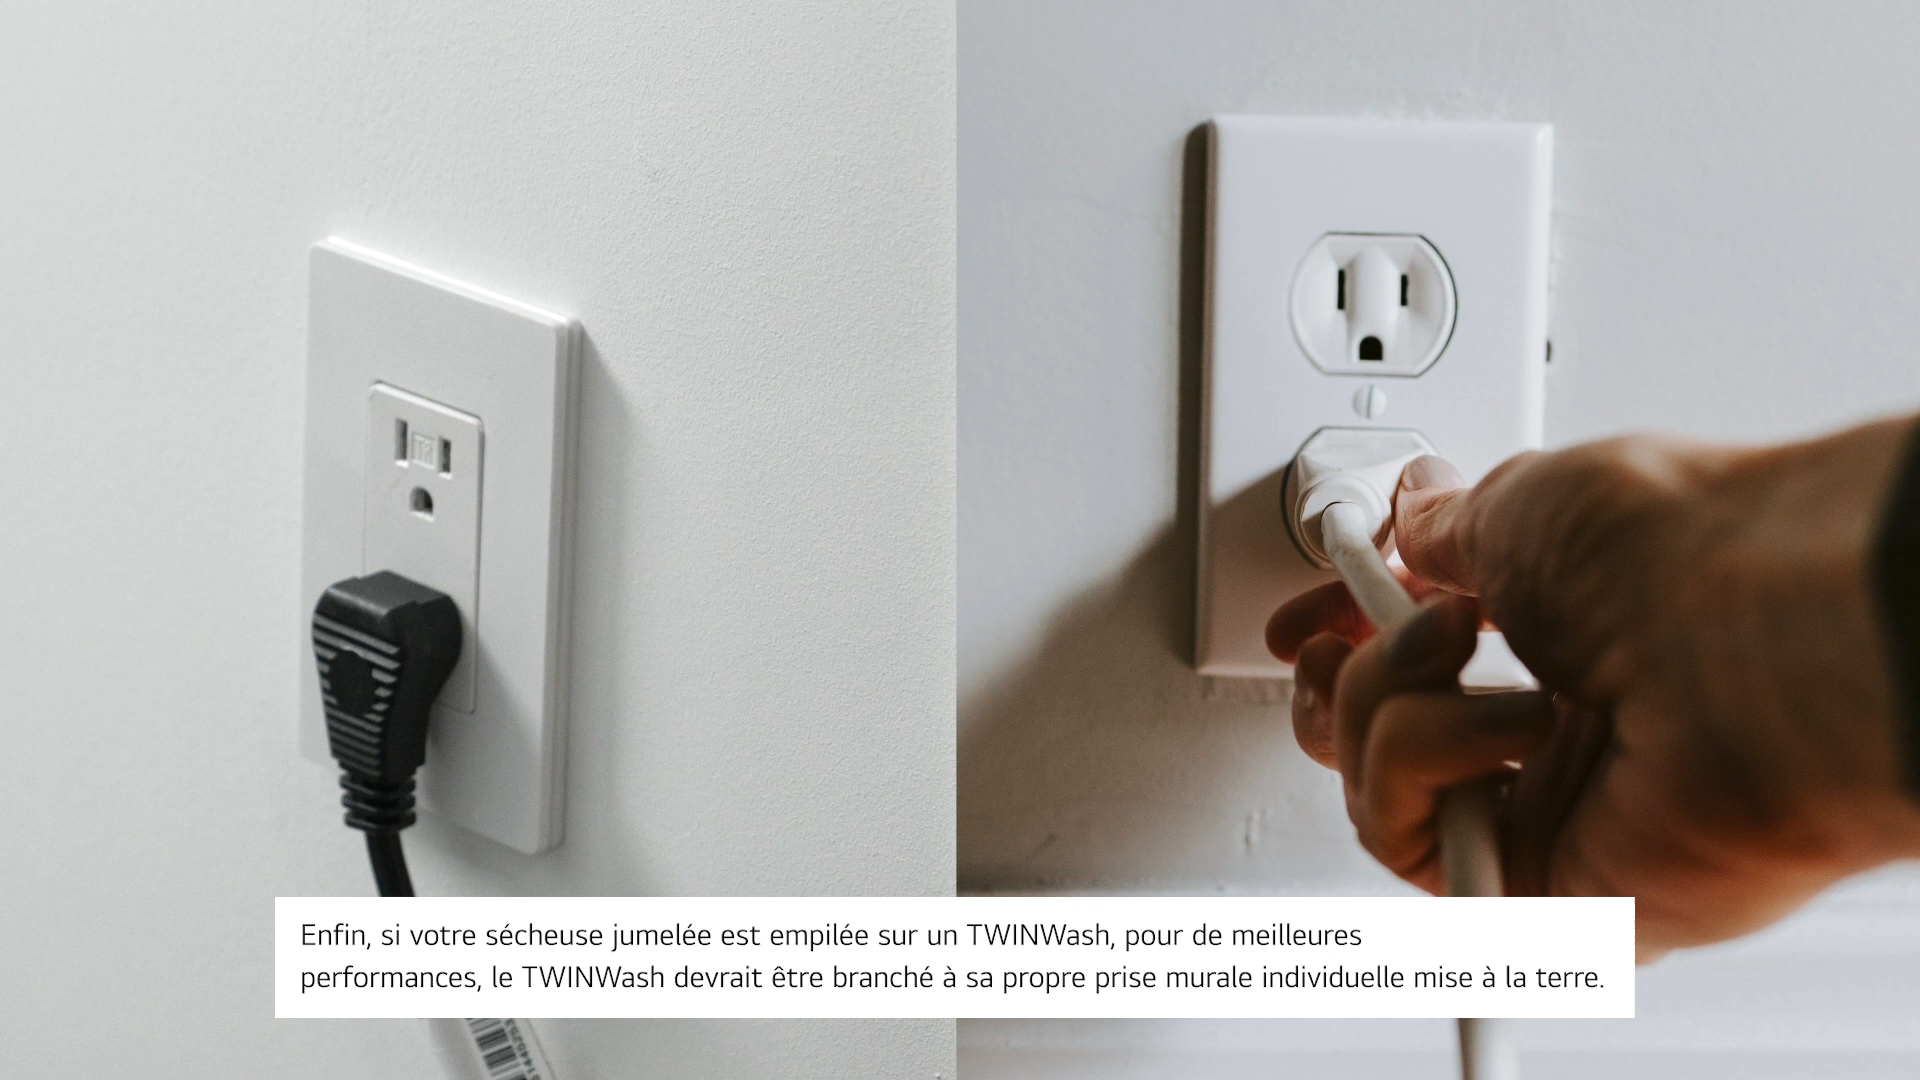 Enfin, si votre sécheuse jumelée est empilée sur un TWINWash, pour de meilleures
performances, le TWINWash devrait être branché à sa propre prise murale individuelle mise à la terre.